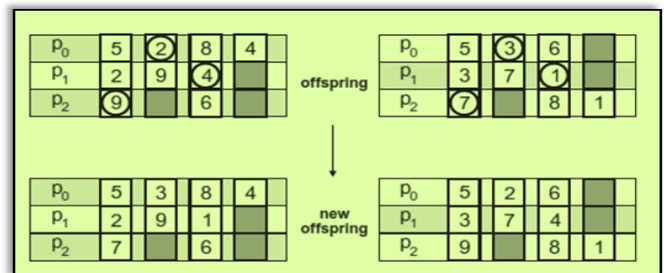 p0 5 2 8 4
p1 2 9 4
p2 9 6
offspring
p0 5 3 6
p1 3 7 1
p2 7 8 1
p0 5 3 8 4
p1 2 9 1
p2 7 6
new
offspring
p0 5 2 6
p1 3 7 4
p2 9 8 1